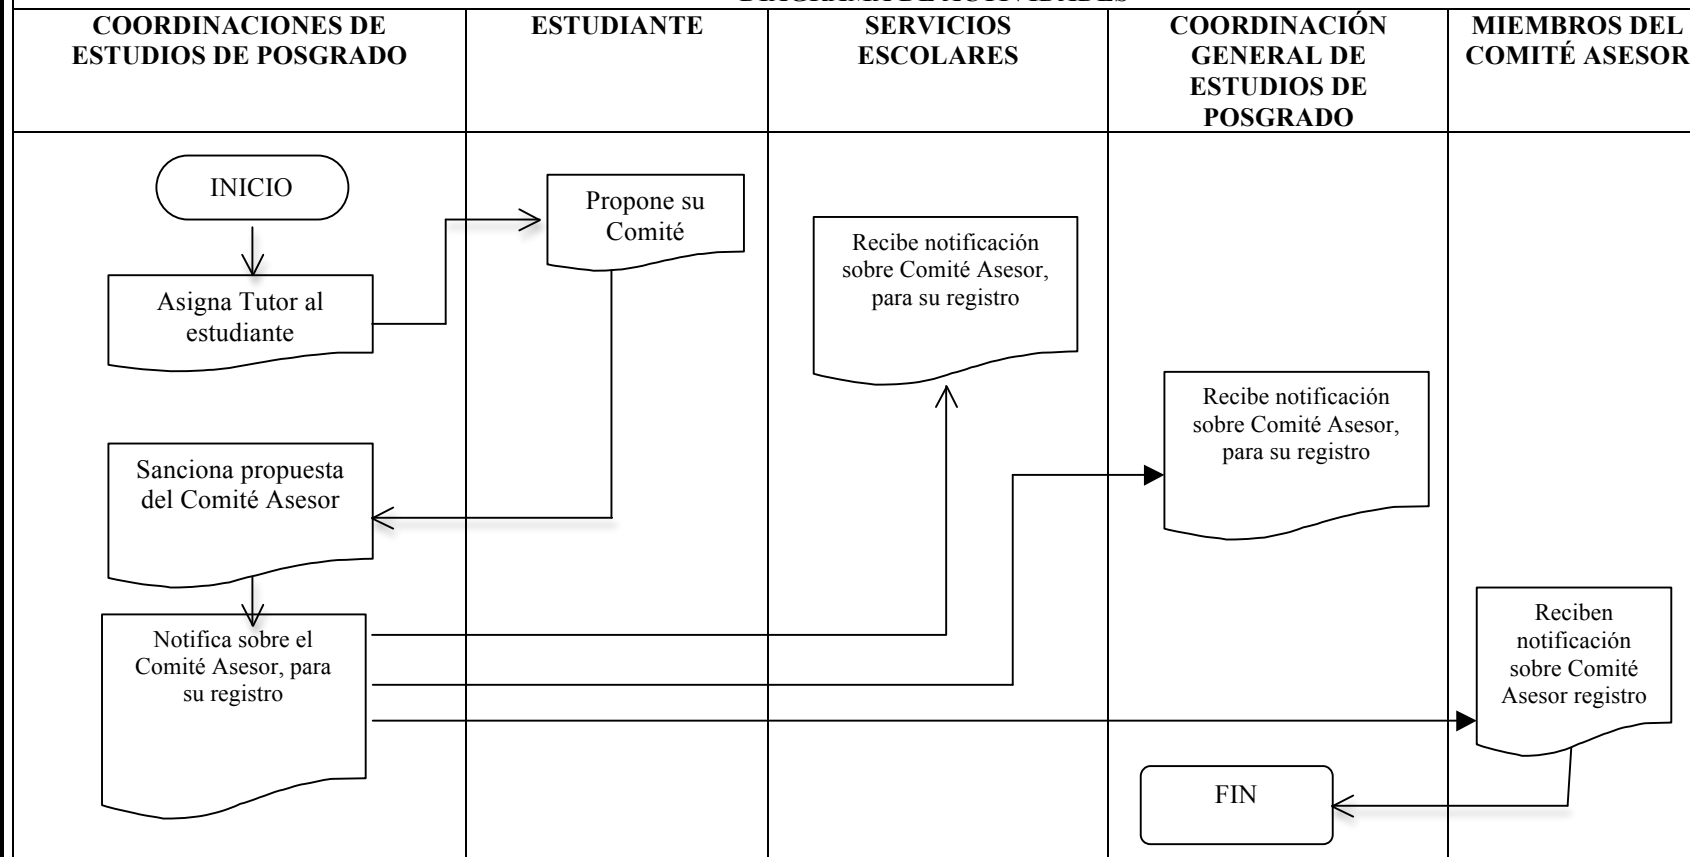 COORDINACIONES DE
ESTUDIOS DE POSGRADO
ESTUDIANTE
SERVICIOS
ESCOLARES
COORDINACIÓN
GENERAL DE
ESTUDIOS DE
POSGRADO
MIEMBROS DEL
COMITÉ ASESOR
INICIO
Asigna Tutor al
estudiante
Propone su
Comité
Recibe notificación
sobre Comité Asesor,
para su registro
Recibe notificación
sobre Comité Asesor,
para su registro
Sanciona propuesta
del Comité Asesor
Notifica sobre el
Comité Asesor, para
su registro
Reciben
notificación
sobre Comité
Asesor registro
FIN